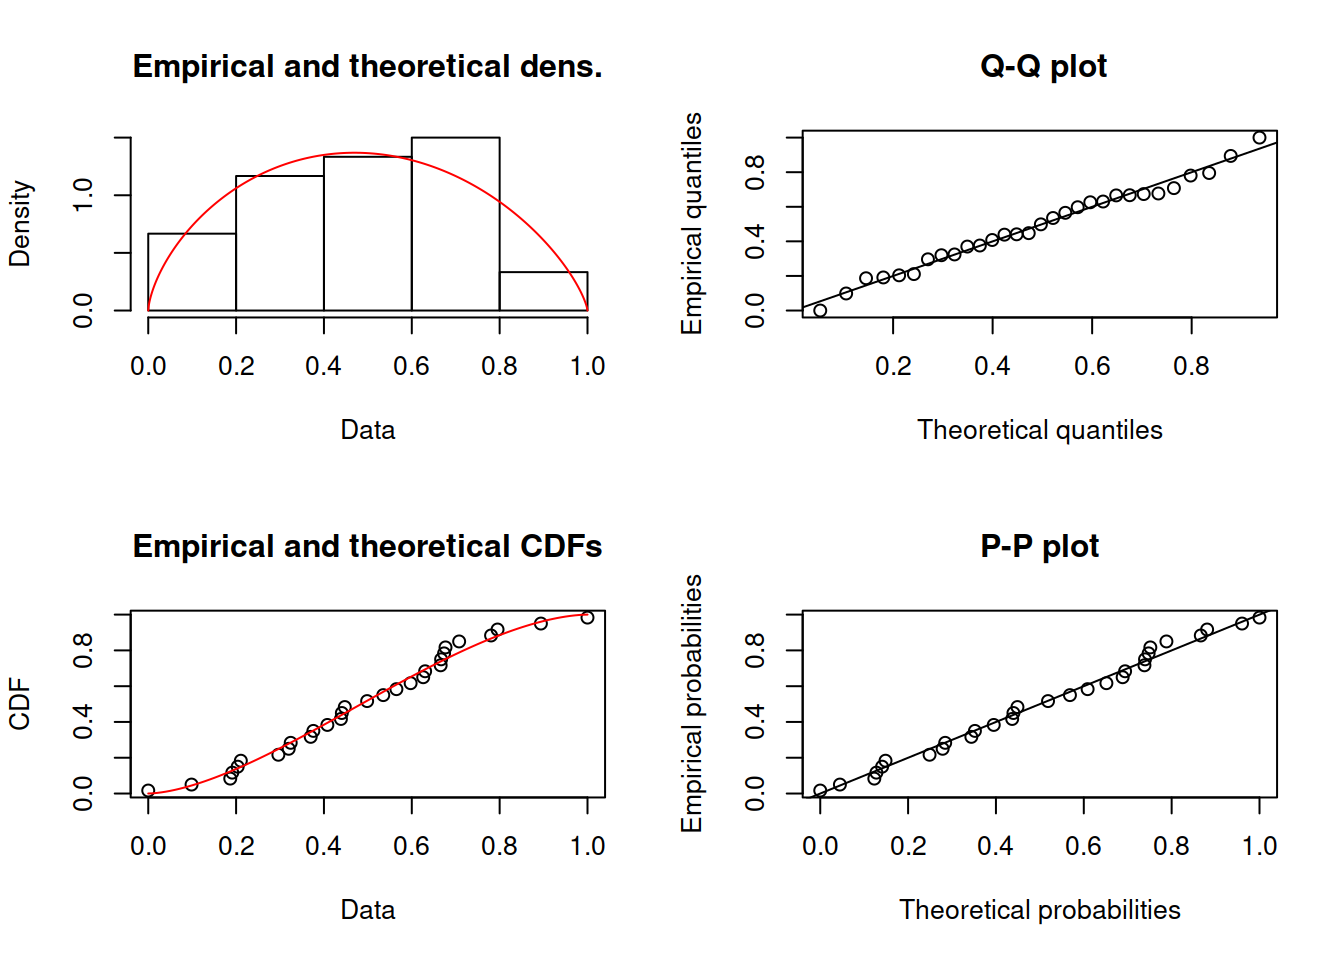 Empirical and theoretical dens.
Density
0.0 1.0
0.0 0.2 0.4 0.6 0.8 1.0
Data
Q-Q plot
Empirical quantiles
0.0 0.4 0.8
0.2 0.4 0.6 0.8
Theoretical quantiles
Empirical and theoretical CDFs
CDF
0.0 0.4 0.8
0.0 0.2 0.4 0.6 0.8 1.0
Data
P-P plot
Empirical probabilities
0.0 0.4 0.8
0.0 0.2 0.4 0.6 0.8 1.0
Theoretical probabilities